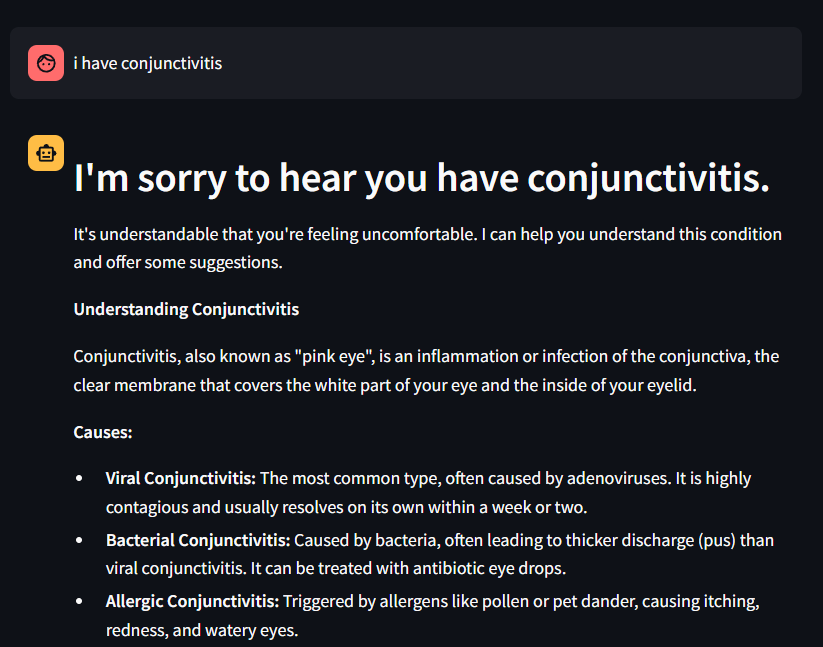 i have conjunctivitis
I'm sorry to hear you have conjunctivitis.
It's understandable that you're feeling uncomfortable. I can help you understand this condition
and offer some suggestions.
Understanding Conjunctivitis
Conjunctivitis, also known as "pink eye", is an inflammation or infection of the conjunctiva, the
clear membrane that covers the white part of your eye and the inside of your eyelid.
Causes:
• Viral Conjunctivitis: The most common type, often caused by adenoviruses. It is highly
contagious and usually resolves on its own within a week or two.
• Bacterial Conjunctivitis: Caused by bacteria, often leading to thicker discharge (pus) than
viral conjunctivitis. It can be treated with antibiotic eye drops.
• Allergic Conjunctivitis: Triggered by allergens like pollen or pet dander, causing itching,
redness, and watery eyes.